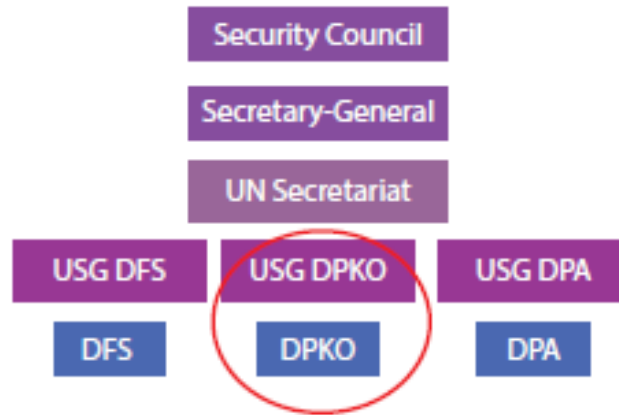 Security Council
Secretary-General
UN Secretariat
USG DFS USG DPKO USG DPA
DFS DPKO DPA